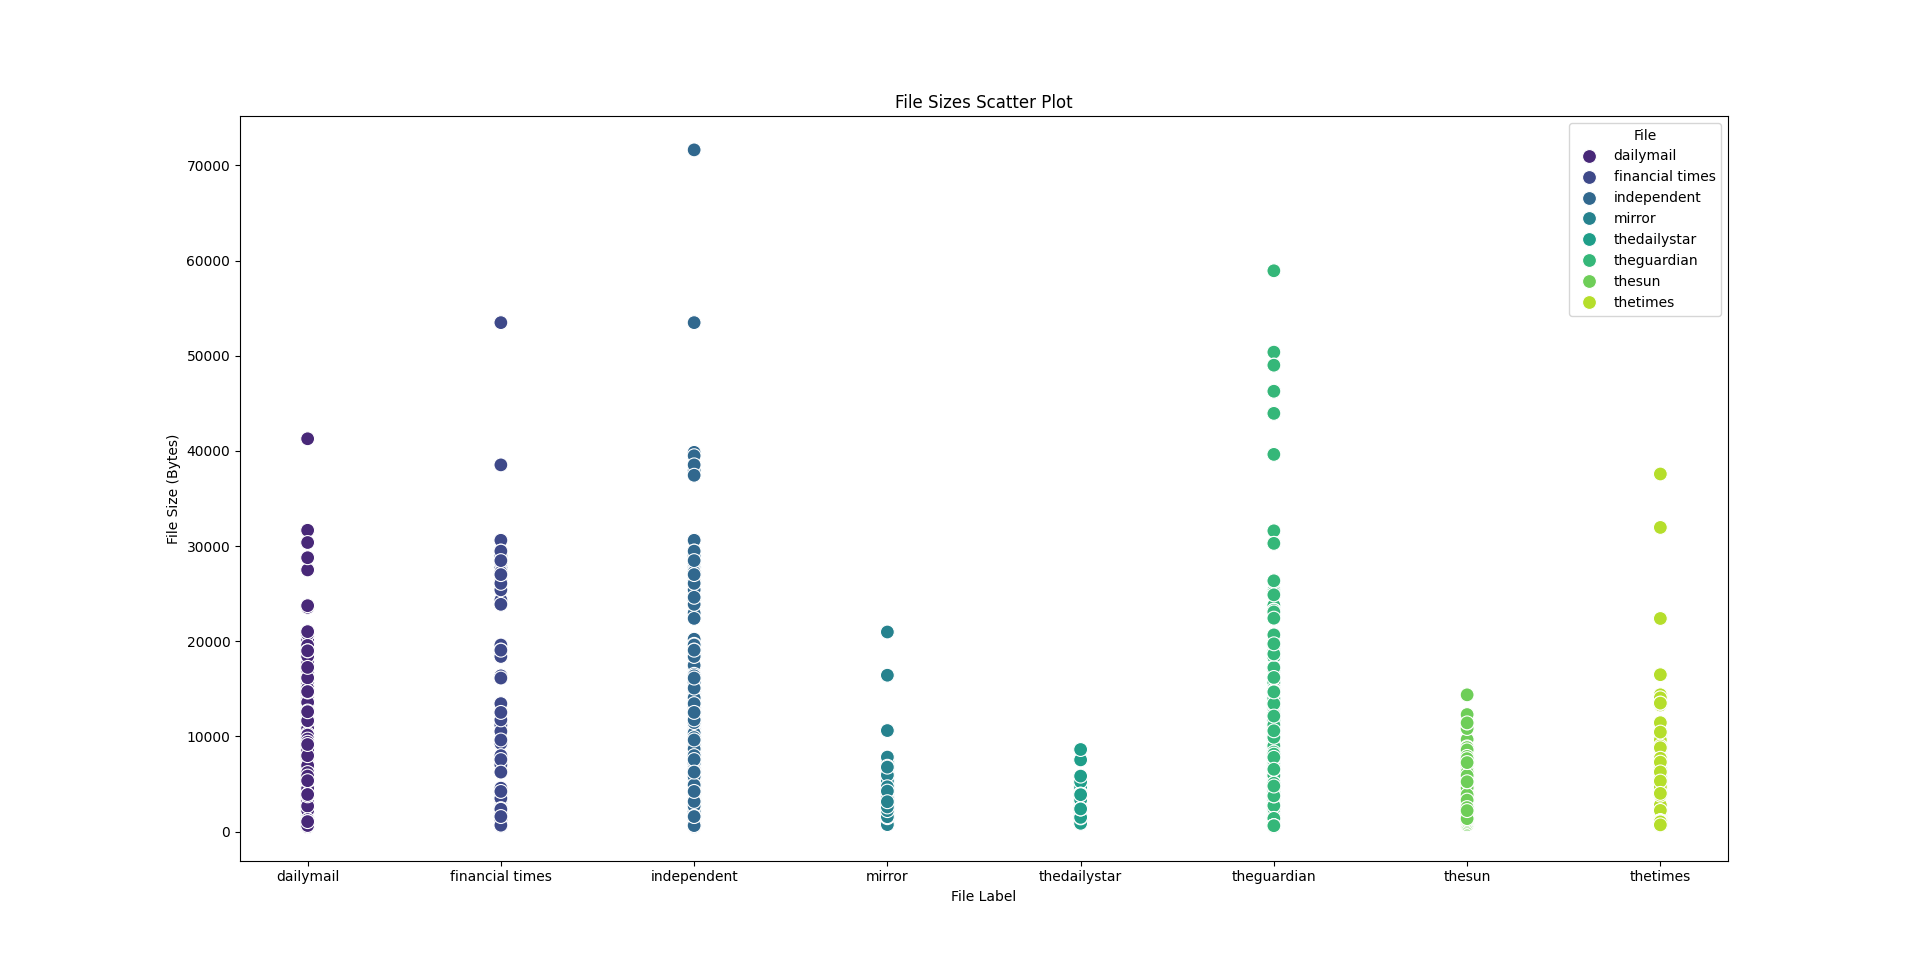 File Sizes Scatter Plot
File
dailymail
financial times
independent
mirror
thedailystar
theguardian
thesun
thetimes
70000
60000
50000
40000
30000
20000
10000
0
File Size (Bytes)
dailymail financial times independent mirror thedailystar theguardian thesun thetimes
File Label